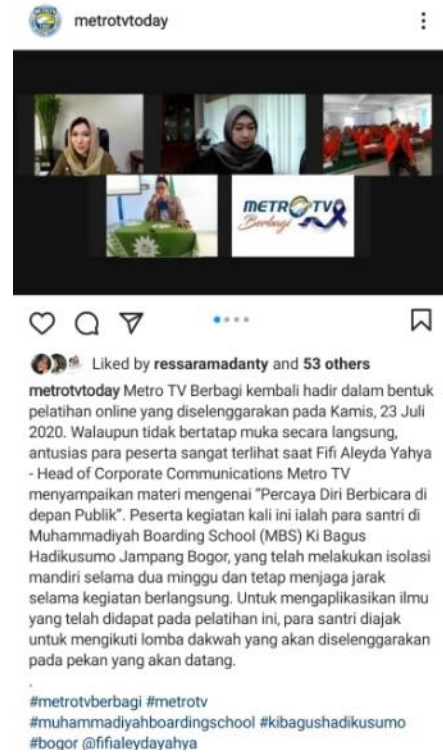 metrotvtoday
METRO TV
Berbagi
Liked by ressaramadanty and 53 others
metrotvtoday Metro TV Berbagi kembali hadir dalam bentuk
pelatihan online yang diselenggarakan pada Kamis, 23 Juli
2020. Walaupun tidak bertatap muka secara langsung,
antusias para peserta sangat terlihat saat Fifi Aleyda Yahya
- Head of Corporate Communications Metro TV
menyampaikan materi mengenai “Percaya Diri Berbicara di
depan Publik”. Peserta kegiatan kali ini ialah para santri di
Muhammadiyah Boarding School (MBS) Ki Bagus
Hadikusumo Jampang Bogor, yang telah melakukan isolasi
mandiri selama dua minggu dan tetap menjaga jarak
selama kegiatan berlangsung. Untuk mengaplikasikan ilmu
yang telah didapat pada pelatihan ini, para santri diajak
untuk mengikuti lomba dakwah yang akan diselenggarakan
pada pekan yang akan datang.
.
#metrotvberbagi #metrotv
#muhammadiyahboardingschool #kibagushadikusumo
#bogor @fifialeydayahya